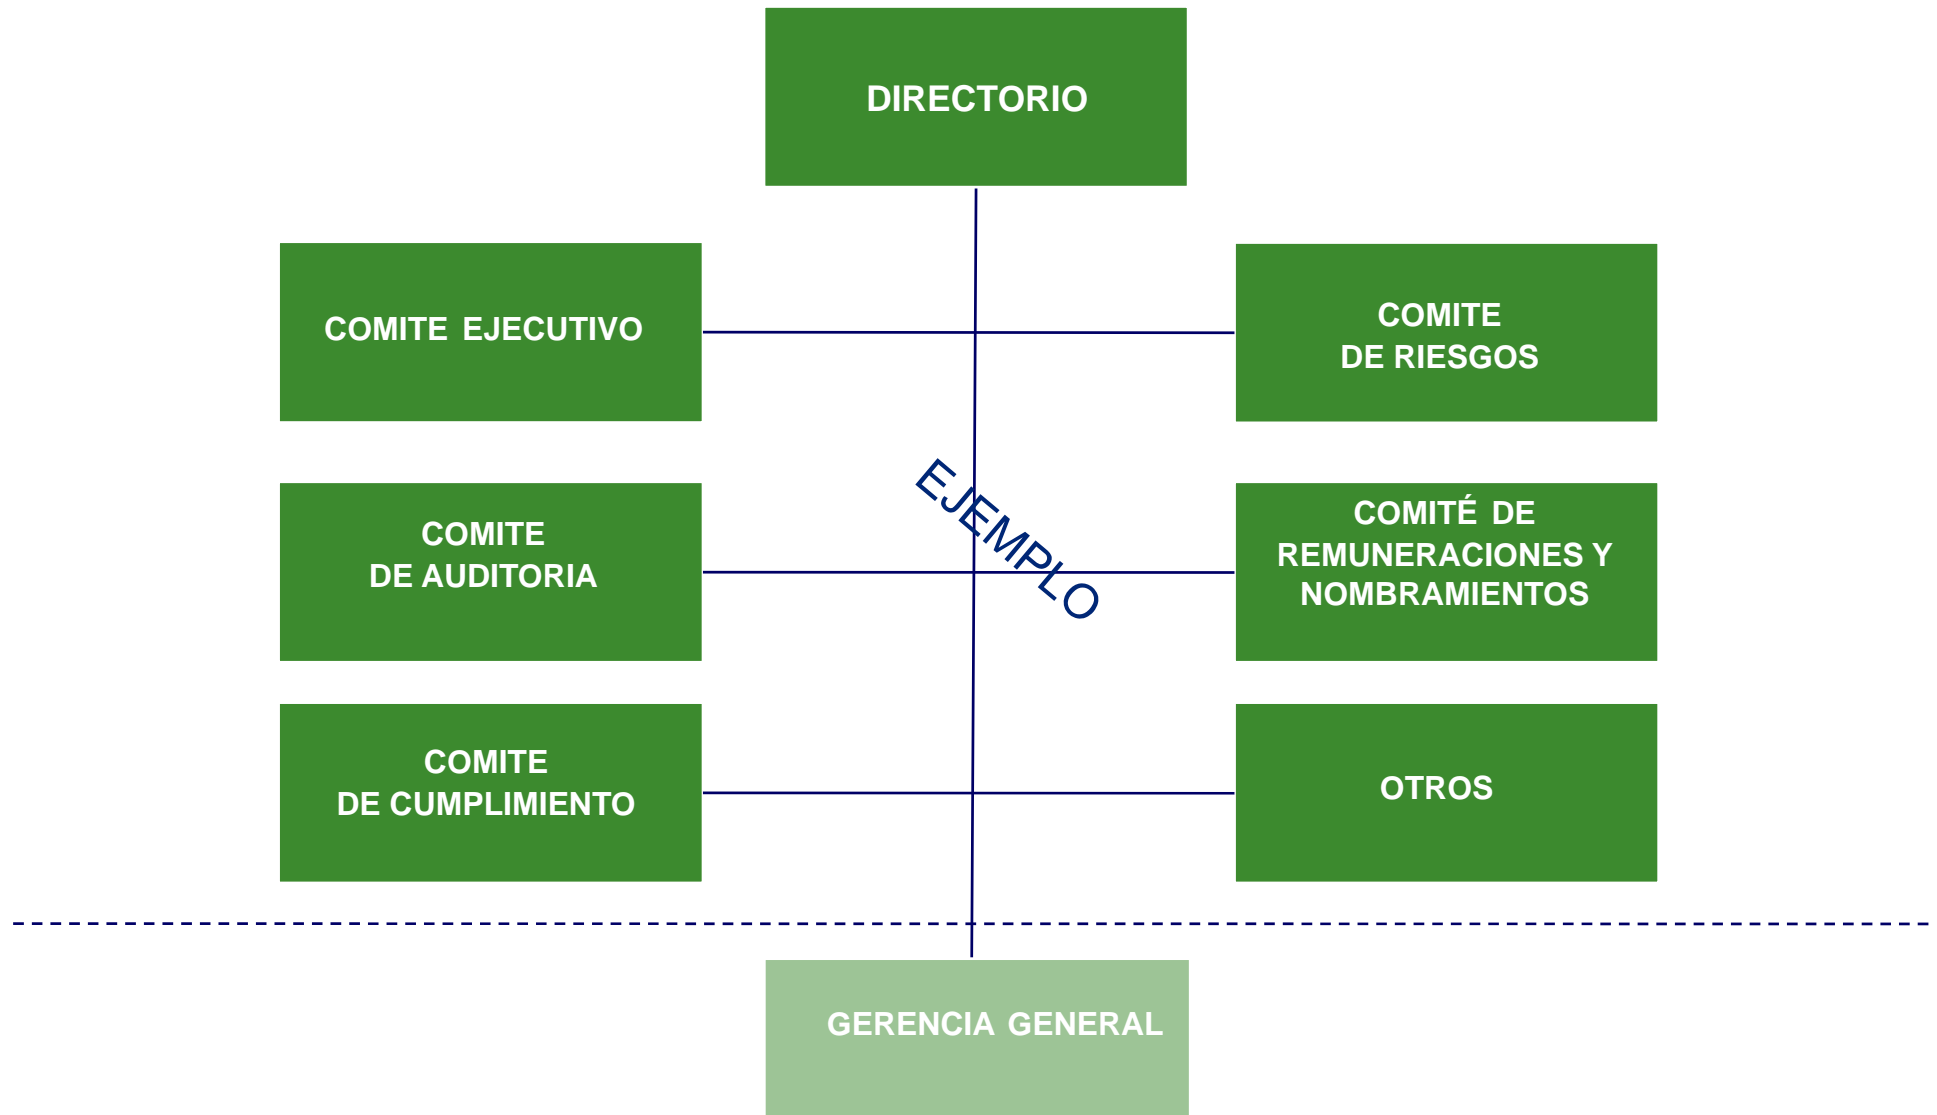 DIRECTORIO
COMITE EJECUTIVO
COMITE
DE RIESGOS
EJEMPLO
COMITE
DE AUDITORIA
COMITÉ DE
REMUNERACIONES Y
NOMBRAMIENTOS
COMITE
DE CUMPLIMIENTO
OTROS
GERENCIA GENERAL